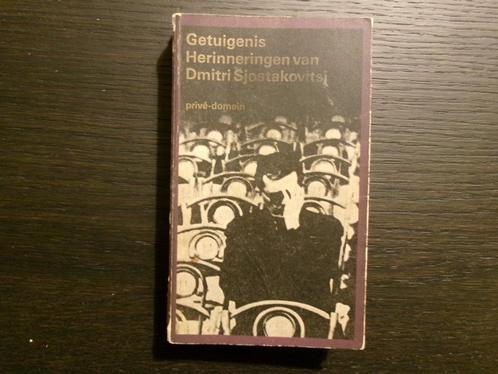 Getuigenis
Herinneringen van
Dmitri Sjostakovitsj
privé-domein